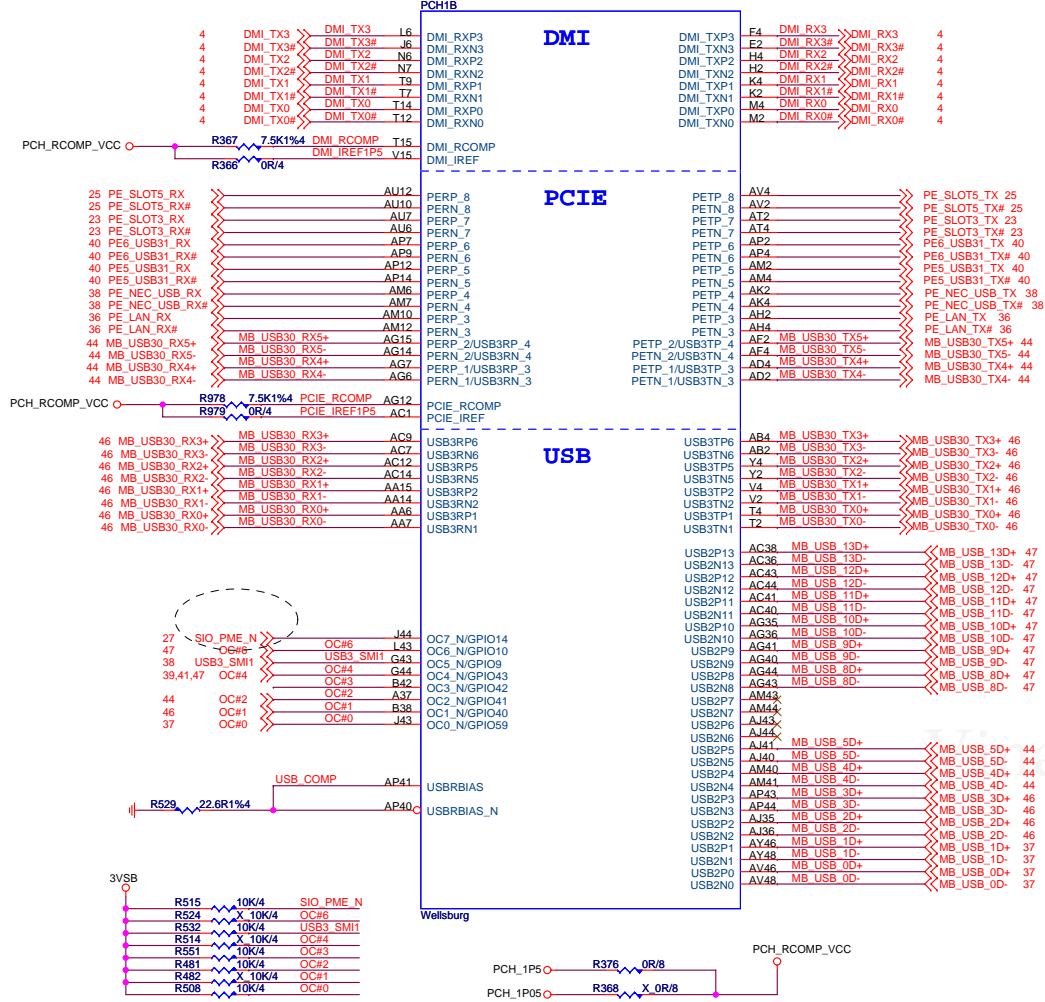 PCH1B
DMI
4 DMI_TX3 DMI_TX3 L6 DMI_RXP3 DMI_TXP3 F4 DMI_RX3 DMI_RX3 4
4 DMI_TX3# DMI_TX3# J6 DMI_RXN3 DMI_TXN3 E2 DMI_RX3# DMI_RX3# 4
4 DMI_TX2 DMI_TX2 N6 DMI_RXP2 DMI_TXP2 H4 DMI_RX2 DMI_RX2 4
4 DMI_TX2# DMI_TX2# N7 DMI_RXN2 DMI_TXN2 H2 DMI_RX2# DMI_RX2# 4
4 DMI_TX1 DMI_TX1 T9 DMI_RXP1 DMI_TXP1 K4 DMI_RX1 DMI_RX1 4
4 DMI_TX1# DMI_TX1# T7 DMI_RXN1 DMI_TXN1 K2 DMI_RX1# DMI_RX1# 4
4 DMI_TX0 DMI_TX0 T14 DMI_RXP0 DMI_TXP0 M4 DMI_RX0 DMI_RX0 4
4 DMI_TX0# DMI_TX0# T12 DMI_RXN0 DMI_TXN0 M2 DMI_RX0# DMI_RX0# 4
PCH_RCOMP_VCC R367 7.5K1%4 DMI_RCOMP T15 DMI_RCOMP
R366 0R/4 DMI_IREF1P5 V15 DMI_IREF
PCIE
25 PE_SLOT5_RX AU12 PERP_8 PETP_8 AV4 PE_SLOT5_TX 25
25 PE_SLOT5_RX# AU10 PERN_8 PETN_8 AV2 PE_SLOT5_TX# 25
23 PE_SLOT3_RX AU7 PERP_7 PETP_7 AT2 PE_SLOT3_TX 23
23 PE_SLOT3_RX# AU6 PERN_7 PETN_7 AT4 PE_SLOT3_TX# 23
40 PE6_USB31_RX AP7 PERP_6 PETP_6 AP2 PE6_USB31_TX 40
40 PE6_USB31_RX# AP9 PERN_6 PETN_6 AP4 PE6_USB31_TX# 40
40 PE5_USB31_RX AP12 PERP_5 PETP_5 AM2 PE5_USB31_TX 40
40 PE5_USB31_RX# AP14 PERN_5 PETN_5 AM4 PE5_USB31_TX# 40
38 PE_NEC_USB_RX AM6 PERP_4 PETP_4 AK2 PE_NEC_USB_TX 38
38 PE_NEC_USB_RX# AM7 PERN_4 PETN_4 AK4 PE_NEC_USB_TX# 38
36 PE_LAN_RX AM10 PERP_3 PETP_3 AH2 PE_LAN_TX 36
36 PE_LAN_RX# AM12 PERN_3 PETN_3 AH4 PE_LAN_TX# 36
44 MB_USB30_RX5+ MB_USB30_RX5+ AG15 PERP_2/USB3RP_4 PETP_2/USB3TP_4 AF2 MB_USB30_TX5+ MB_USB30_TX5+ 44
44 MB_USB30_RX5- MB_USB30_RX5- AG14 PERN_2/USB3RN_4 PETN_2/USB3TN_4 AF4 MB_USB30_TX5- MB_USB30_TX5- 44
44 MB_USB30_RX4+ MB_USB30_RX4+ AG7 PERP_1/USB3RP_3 PETP_1/USB3TP_3 AD4 MB_USB30_TX4+ MB_USB30_TX4+ 44
44 MB_USB30_RX4- MB_USB30_RX4- AG6 PERN_1/USB3RN_3 PETN_1/USB3TN_3 AD2 MB_USB30_TX4- MB_USB30_TX4- 44
PCH_RCOMP_VCC R978 7.5K1%4 PCIE_RCOMP AG12 PCIE_RCOMP
R979 0R/4 PCIE_IREF1P5 AC1 PCIE_IREF
USB
46 MB_USB30_RX3+ MB_USB30_RX3+ AC9 USB3RP6 USB3TP6 AB4 MB_USB30_TX3+ MB_USB30_TX3+ 46
46 MB_USB30_RX3- MB_USB30_RX3- AC7 USB3RN6 USB3TN6 AB2 MB_USB30_TX3- MB_USB30_TX3- 46
46 MB_USB30_RX2+ MB_USB30_RX2+ AC12 USB3RP5 USB3TP5 Y4 MB_USB30_TX2+ MB_USB30_TX2+ 46
46 MB_USB30_RX2- MB_USB30_RX2- AC14 USB3RN5 USB3TN5 Y2 MB_USB30_TX2- MB_USB30_TX2- 46
46 MB_USB30_RX1+ MB_USB30_RX1+ AA15 USB3RP2 USB3TP2 V4 MB_USB30_TX1+ MB_USB30_TX1+ 46
46 MB_USB30_RX1- MB_USB30_RX1- AA14 USB3RN2 USB3TN2 V2 MB_USB30_TX1- MB_USB30_TX1- 46
46 MB_USB30_RX0+ MB_USB30_RX0+ AA6 USB3RP1 USB3TP1 T4 MB_USB30_TX0+ MB_USB30_TX0+ 46
46 MB_USB30_RX0- MB_USB30_RX0- AA7 USB3RN1 USB3TN1 T2 MB_USB30_TX0- MB_USB30_TX0- 46
USB2P13 AC38 MB_USB_13D+ MB_USB_13D+ 47
USB2N13 AC36 MB_USB_13D- MB_USB_13D- 47
USB2P12 AC43 MB_USB_12D+ MB_USB_12D+ 47
USB2N12 AC44 MB_USB_12D- MB_USB_12D- 47
USB2P11 AC41 MB_USB_11D+ MB_USB_11D+ 47
USB2N11 AC40 MB_USB_11D- MB_USB_11D- 47
USB2P10 AG35 MB_USB_10D+ MB_USB_10D+ 47
27 SIO_PME_N J44 OC7_N/GPIO14 USB2N10 AG36 MB_USB_10D- MB_USB_10D- 47
47 OC#6 OC#6 L43 OC6_N/GPIO10 USB2P9 AG41 MB_USB_9D+ MB_USB_9D+ 47
38 USB3_SMI1 USB3_SMI1 G43 OC5_N/GPIO9 USB2N9 AG40 MB_USB_9D- MB_USB_9D- 47
39,41,47 OC#4 OC#4 G44 OC4_N/GPIO43 USB2P8 AG44 MB_USB_8D+ MB_USB_8D+ 47
OC#3 B42 OC3_N/GPIO42 USB2N8 AG43 MB_USB_8D- MB_USB_8D- 47
44 OC#2 OC#2 A37 OC2_N/GPIO41 USB2P7 AM43
46 OC#1 OC#1 B38 OC1_N/GPIO40 USB2N7 AM44
37 OC#0 OC#0 J43 OC0_N/GPIO59 USB2P6 AJ43
USB2N6 AJ44
USB2P5 AJ41 MB_USB_5D+ MB_USB_5D+ 44
USB2N5 AJ40 MB_USB_5D- MB_USB_5D- 44
USB2P4 AM40 MB_USB_4D+ MB_USB_4D+ 44
USB_COMP AP41 USBRBIAS USB2N4 AM41 MB_USB_4D- MB_USB_4D- 44
USB2P3 AP43 MB_USB_3D+ MB_USB_3D+ 46
R529 22.6R1%4 AP40 USBRBIAS_N USB2N3 AP44 MB_USB_3D- MB_USB_3D- 46
USB2P2 AJ35 MB_USB_2D+ MB_USB_2D+ 46
USB2N2 AJ36 MB_USB_2D- MB_USB_2D- 46
USB2P1 AY46 MB_USB_1D+ MB_USB_1D+ 37
USB2N1 AY48 MB_USB_1D- MB_USB_1D- 37
USB2P0 AV46 MB_USB_0D+ MB_USB_0D+ 37
USB2N0 AV48 MB_USB_0D- MB_USB_0D- 37
Wellsburg
3VSB
R515 10K/4 SIO_PME_N
R524 X_10K/4 OC#6
R532 10K/4 USB3_SMI1
R514 X_10K/4 OC#4
R551 10K/4 OC#3
R481 10K/4 OC#2
R482 X_10K/4 OC#1
R508 10K/4 OC#0
PCH_RCOMP_VCC
PCH_1P5 R376 0R/8
PCH_1P05 R368 X_0R/8